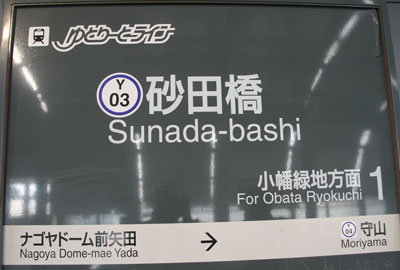 ゆとりーとライン
Y
03
砂田橋
Sunada-bashi
小幡緑地方面
For Obata Ryokuchi
1
ナゴヤドーム前矢田
Nagoya Dome-mae Yada
→
Y
04
守山
Moriyama